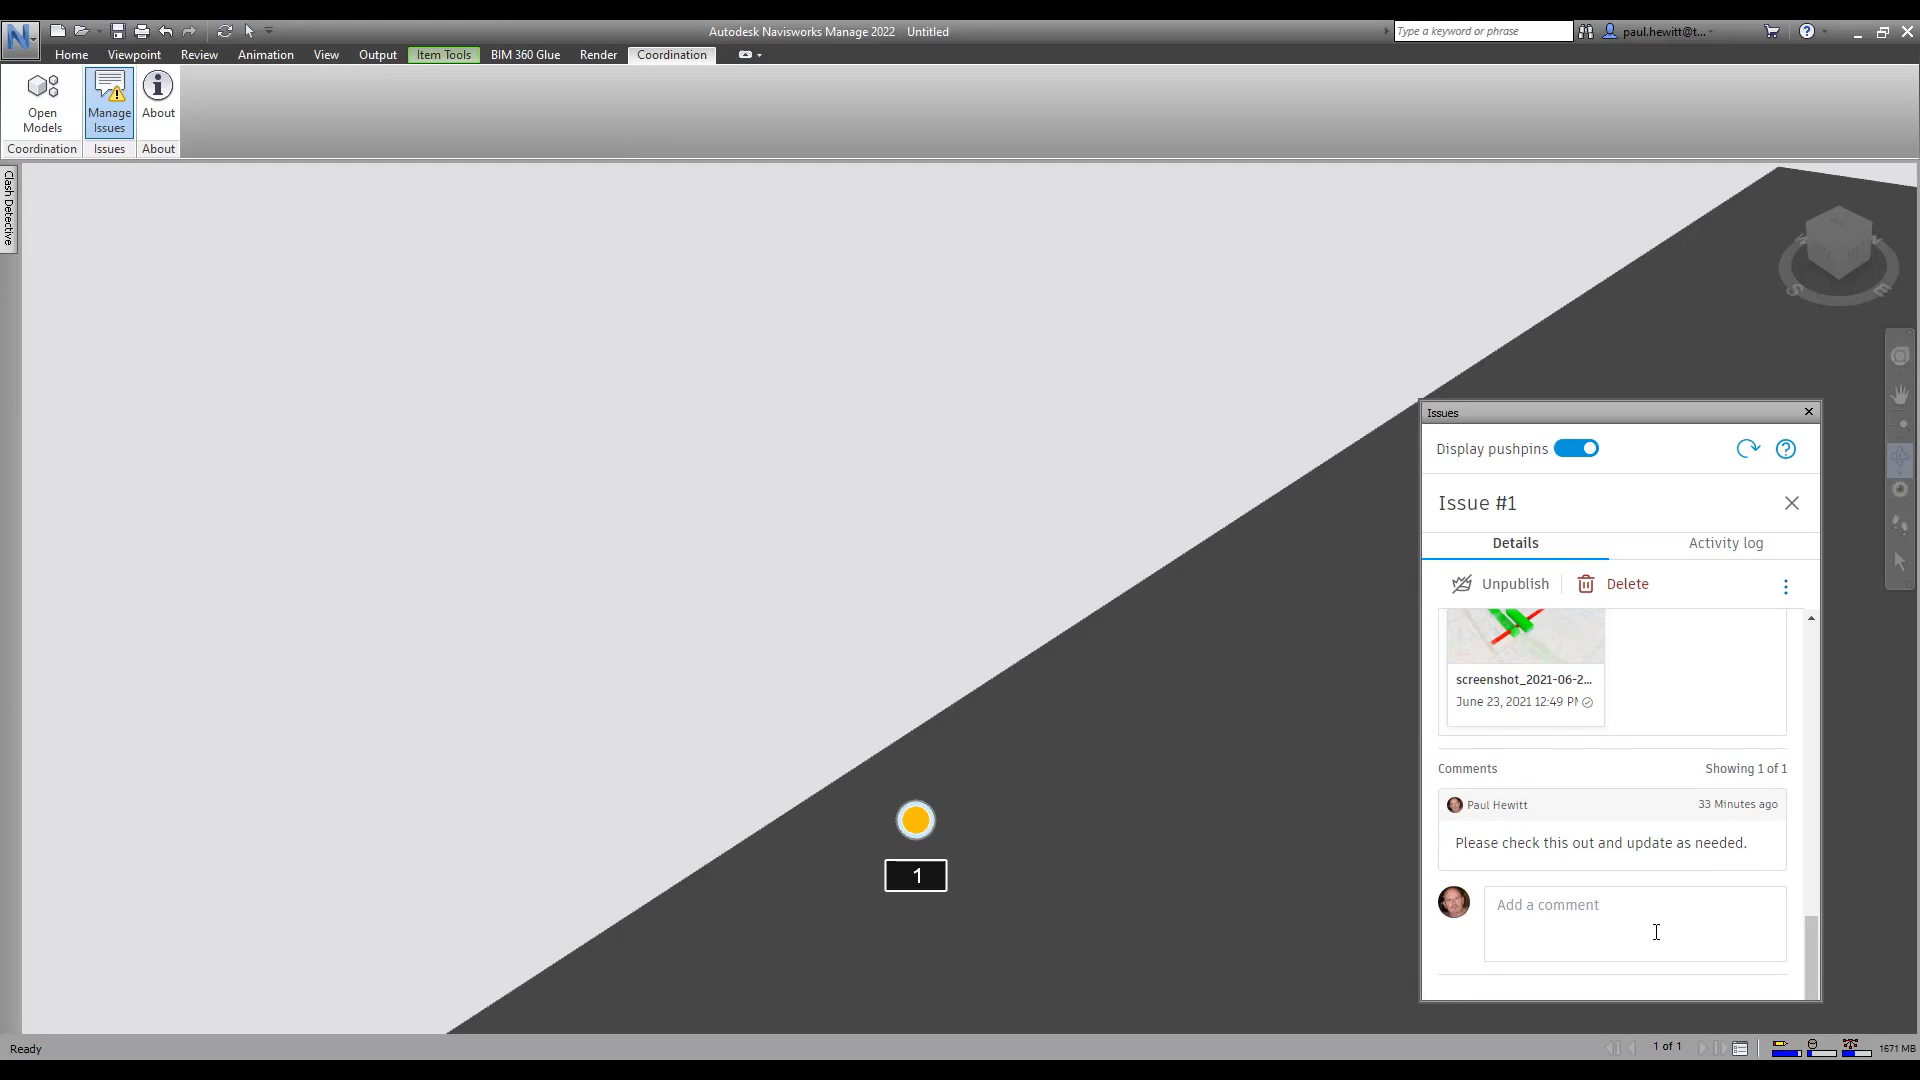 Autodesk Navisworks Manage 2022 Untitled
Type a keyword or phrase
paul.hewitt@t...
Home Viewpoint Review Animation View Output Item Tools BIM 360 Glue Render Coordination
Open
Models
Manage
Issues
About
Coordination Issues About
Clash Detective
S E
Issues
Display pushpins
Issue #1
Details Activity log
Unpublish Delete
screenshot_2021-06-2...
June 23, 2021 12:49 PM
Comments Showing 1 of 1
Paul Hewitt 33 Minutes ago
Please check this out and update as needed.
Add a comment
1
Ready 1 of 1 1671 MB